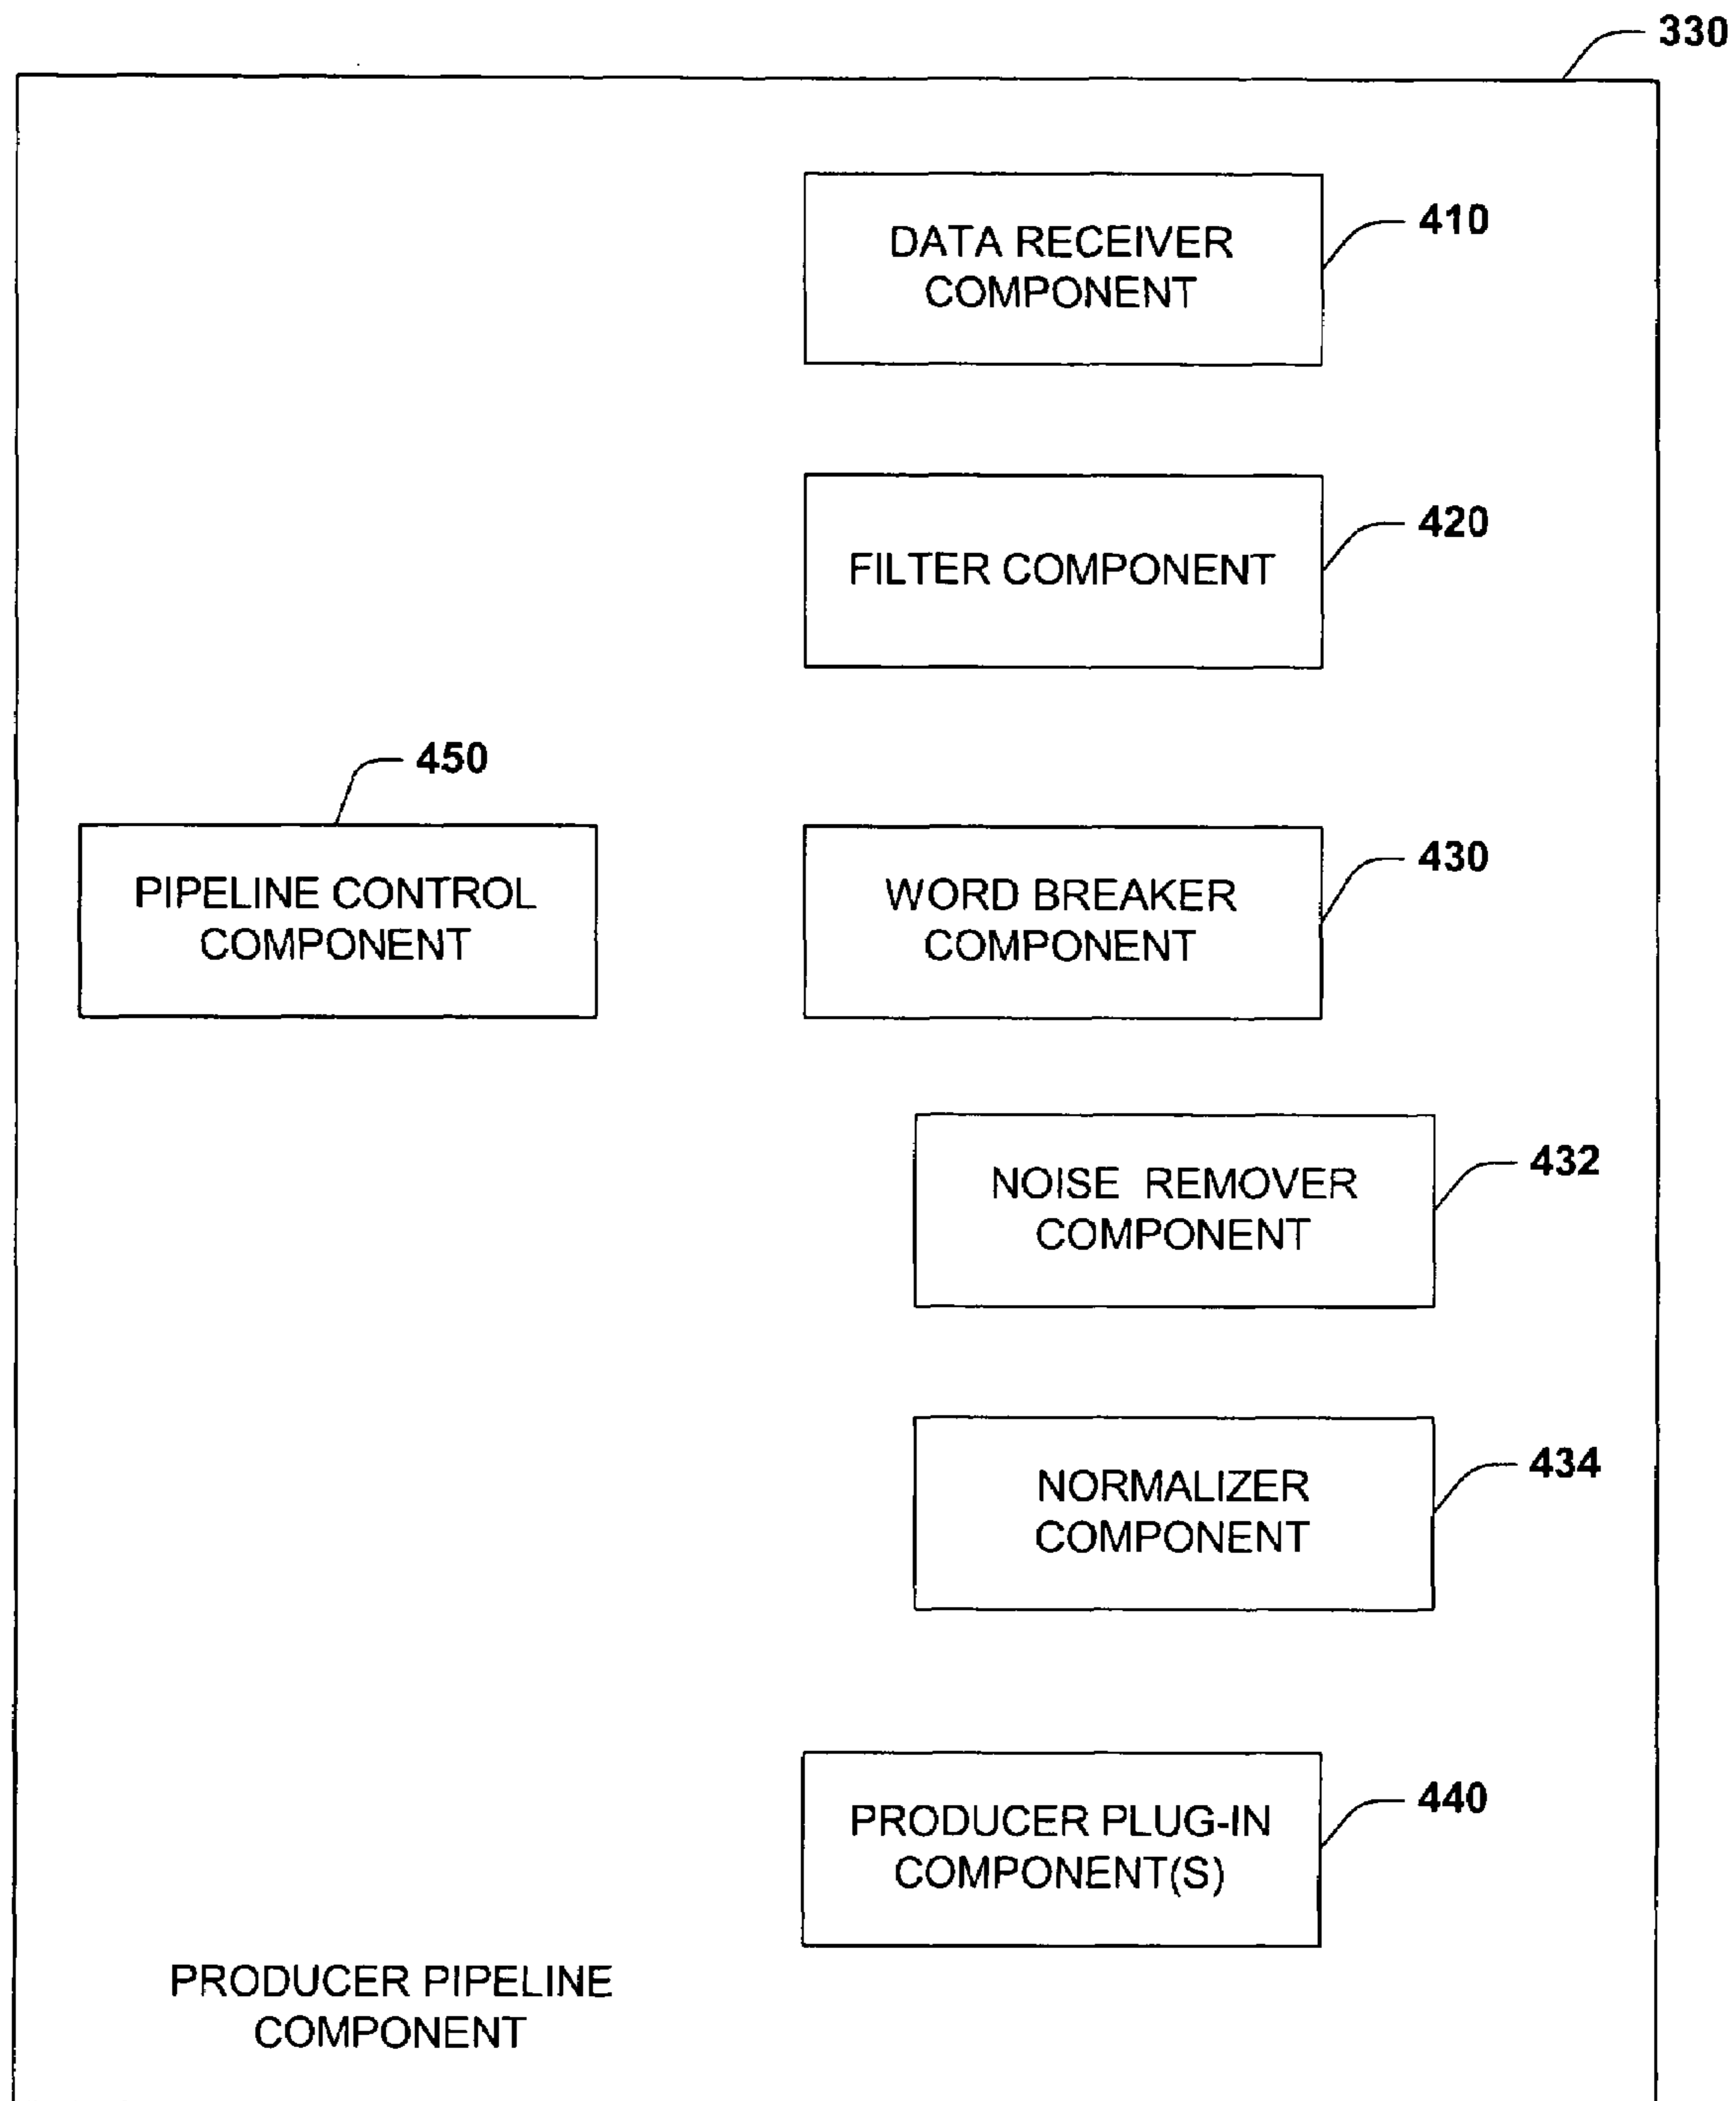 330
DATA RECEIVER
COMPONENT
410
FILTER COMPONENT
420
450
PIPELINE CONTROL
COMPONENT
WORD BREAKER
COMPONENT
430
NOISE REMOVER
COMPONENT
432
NORMALIZER
COMPONENT
434
PRODUCER PLUG-IN
COMPONENT(S)
440
PRODUCER PIPELINE
COMPONENT